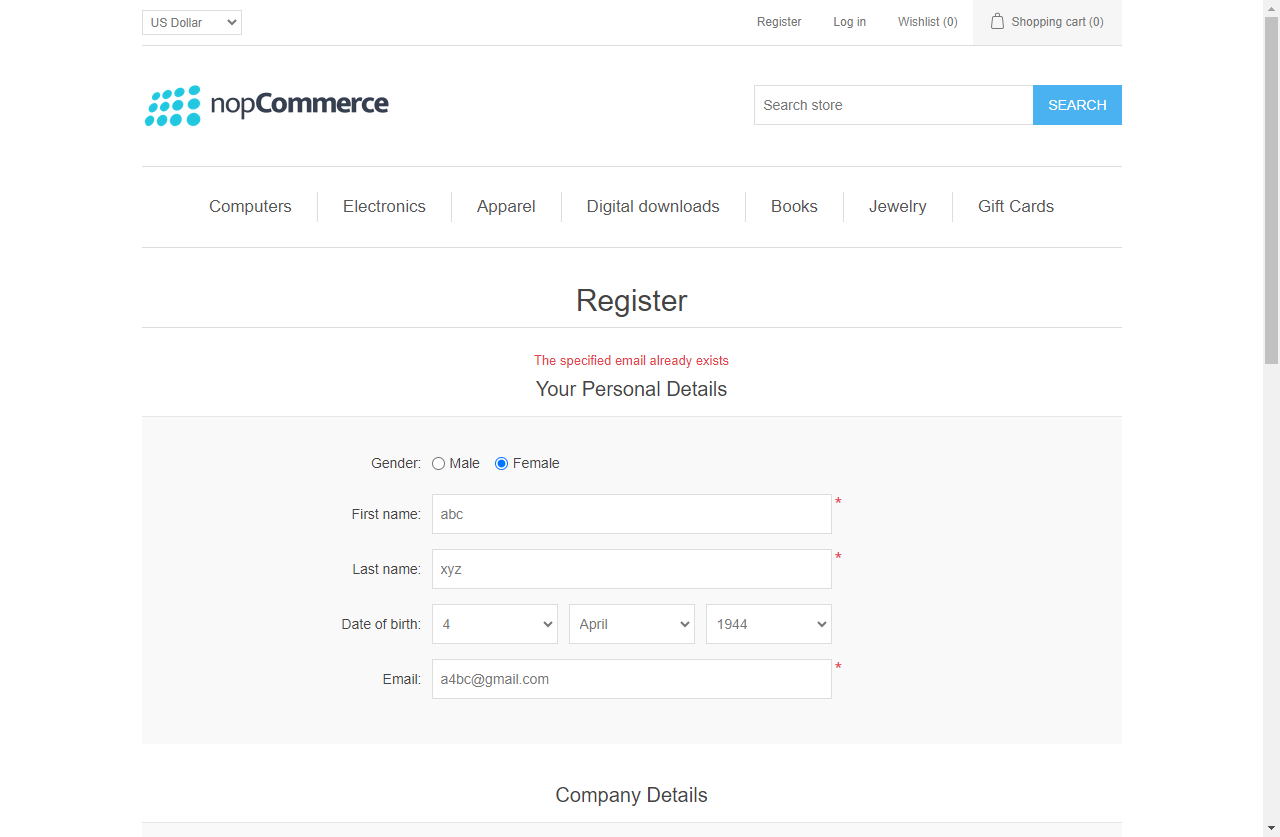 US Dollar Register Log in Wishlist (0) Shopping cart (0)
nopCommerce Search store SEARCH
Computers Electronics Apparel Digital downloads Books Jewelry Gift Cards
Register
The specified email already exists
Your Personal Details
Gender: Male Female
First name: abc *
Last name: xyz *
Date of birth: 4 April 1944
Email: a4bc@gmail.com *
Company Details